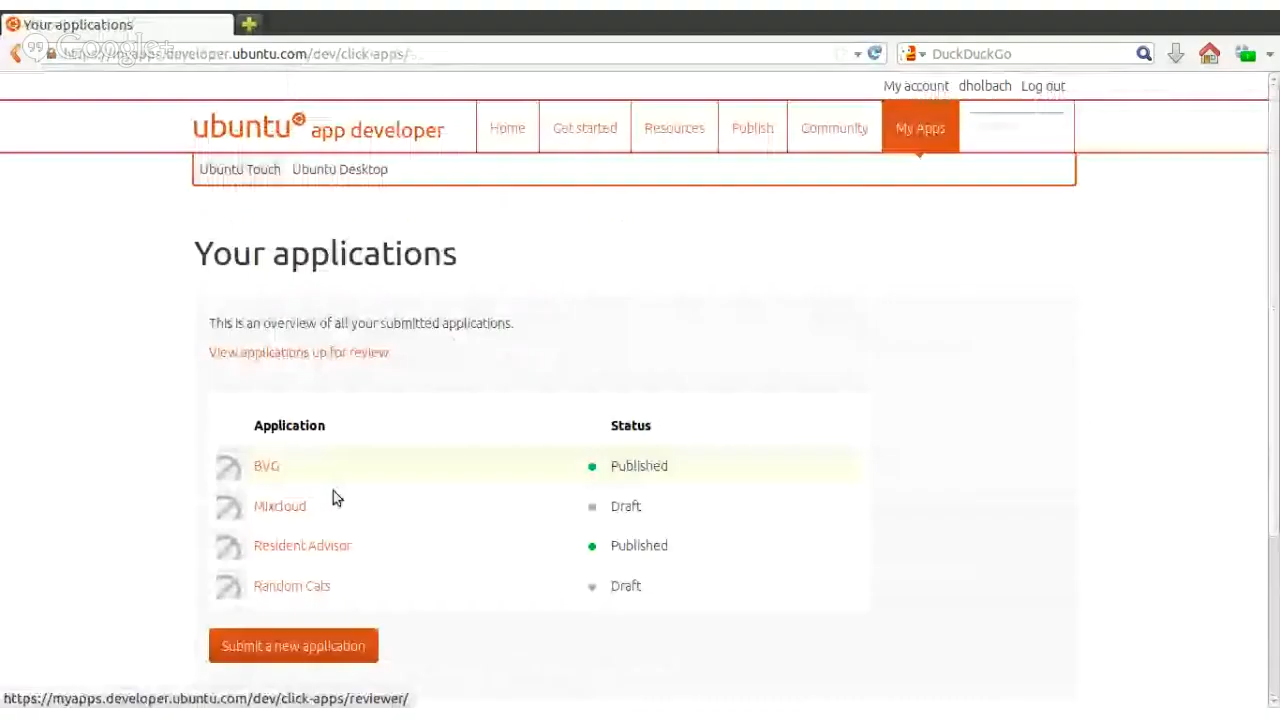 Your applications
Google+
https://myapps.developer.ubuntu.com/dev/click-apps/
DuckDuckGo
My account dholbach Log out
ubuntu app developer
Home Get started Resources Publish Community My Apps
Ubuntu Touch Ubuntu Desktop
Your applications
This is an overview of all your submitted applications.
View applications up for review
Application Status
BVG Published
Mixcloud Draft
Resident Advisor Published
Random Cats Draft
Submit a new application
https://myapps.developer.ubuntu.com/dev/click-apps/reviewer/